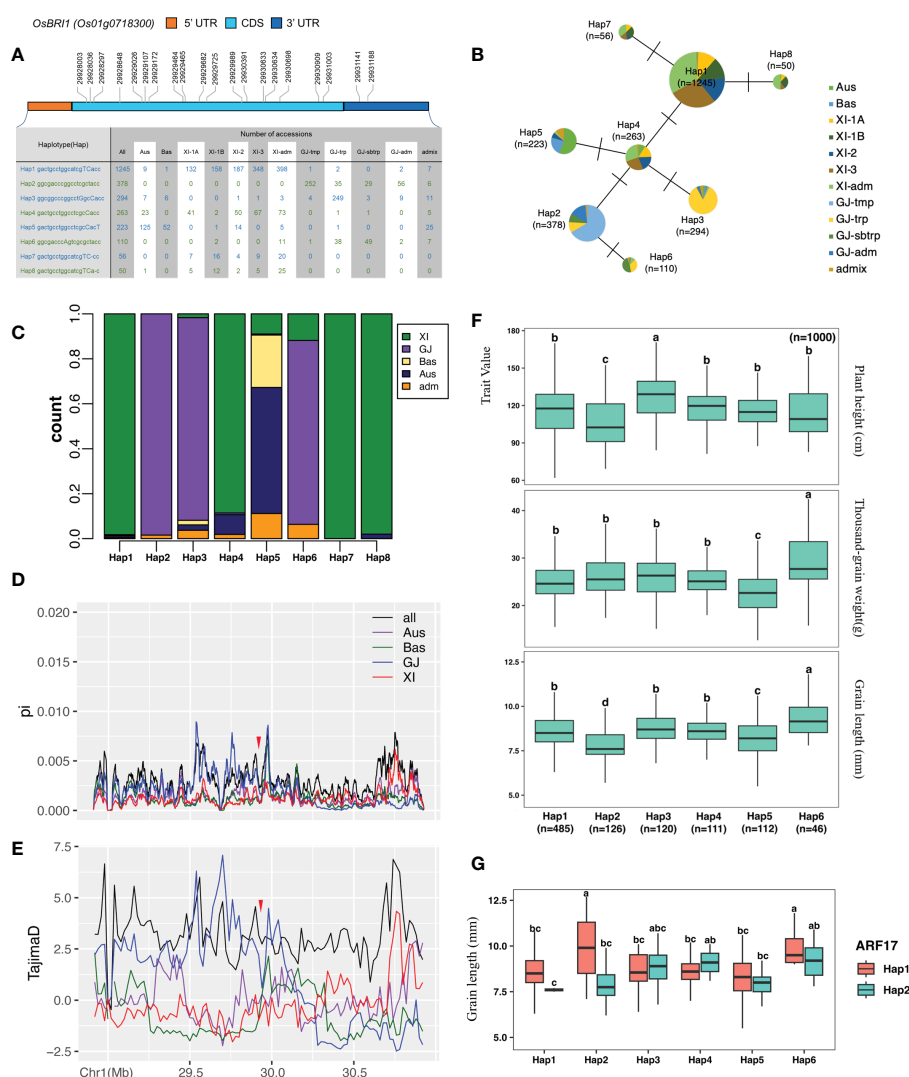 OsBRI1 (Os01g0718300) 5' UTR CDS 3' UTR
A
29928003 29928036 29928297 29928648 29929026 29929107 29929172 29929464 29929465 29929682 29929725 29929989 29930391 29930633 29930634 29930698 29930909 29931003 29931141 29931188
Haplotype(Hap) Number of accessions
All Aus Bas XI-1A XI-1B XI-2 XI-3 XI-adm GJ-tmp GJ-trp GJ-sbtrp GJ-adm admix
Hap1 gactgcctggcatcgTCacc 1245 9 1 132 158 187 348 398 1 2 0 2 7
Hap2 ggcgacccggcctcgctacc 378 0 0 0 0 0 0 0 252 35 29 56 6
Hap3 ggcggcccggcctGgcCacc 294 7 6 0 0 1 0 4 4 249 3 9 11
Hap4 gactgcctggcctcgcCacc 263 23 0 41 2 50 67 73 0 1 0 1 5
Hap5 gactgcctggcctcgcCacT 223 125 52 0 1 14 0 5 0 1 0 0 25
Hap6 ggcgacccAgtcgcgctacc 110 0 0 0 2 0 0 11 1 38 49 2 7
Hap7 gactgcctggcatcgTC-cc 56 0 0 7 16 4 9 20 0 0 0 0 0
Hap8 gactgcctggcatcgTCa-c 50 1 0 5 12 2 5 25 0 0 0 0 0
B
Hap7
(n=56)
Hap1
(n=1245)
Hap8
(n=50)
Hap5
(n=223)
Hap4
(n=263)
Hap2
(n=378)
Hap3
(n=294)
Hap6
(n=110)
Aus
Bas
XI-1A
XI-1B
XI-2
XI-3
XI-adm
GJ-tmp
GJ-trp
GJ-sbtrp
GJ-adm
admix
C
count
1.0
0.8
0.6
0.4
0.2
0.0
Hap1 Hap2 Hap3 Hap4 Hap5 Hap6 Hap7 Hap8
XI
GJ
Bas
Aus
adm
D
pi
0.020
0.015
0.010
0.005
0.000
all
Aus
Bas
GJ
XI
E
TajimaD
7.5
5.0
2.5
0.0
−2.5
Chr1(Mb) 29.5 30.0 30.5
F
Trait Value
180
150
120
90
60
b c a b b b
(n=1000)
Plant height (cm)
40
30
20
b b b b c a
Thousand-grain weight(g)
12.5
10.0
7.5
5.0
b d b b c a
Grain length (mm)
Hap1 Hap2 Hap3 Hap4 Hap5 Hap6
(n=485) (n=126) (n=120) (n=111) (n=112) (n=46)
G
Grain length (mm)
12.5
10.0
7.5
5.0
bc c a bc bc abc bc ab bc bc a ab
Hap1 Hap2 Hap3 Hap4 Hap5 Hap6
ARF17
Hap1
Hap2